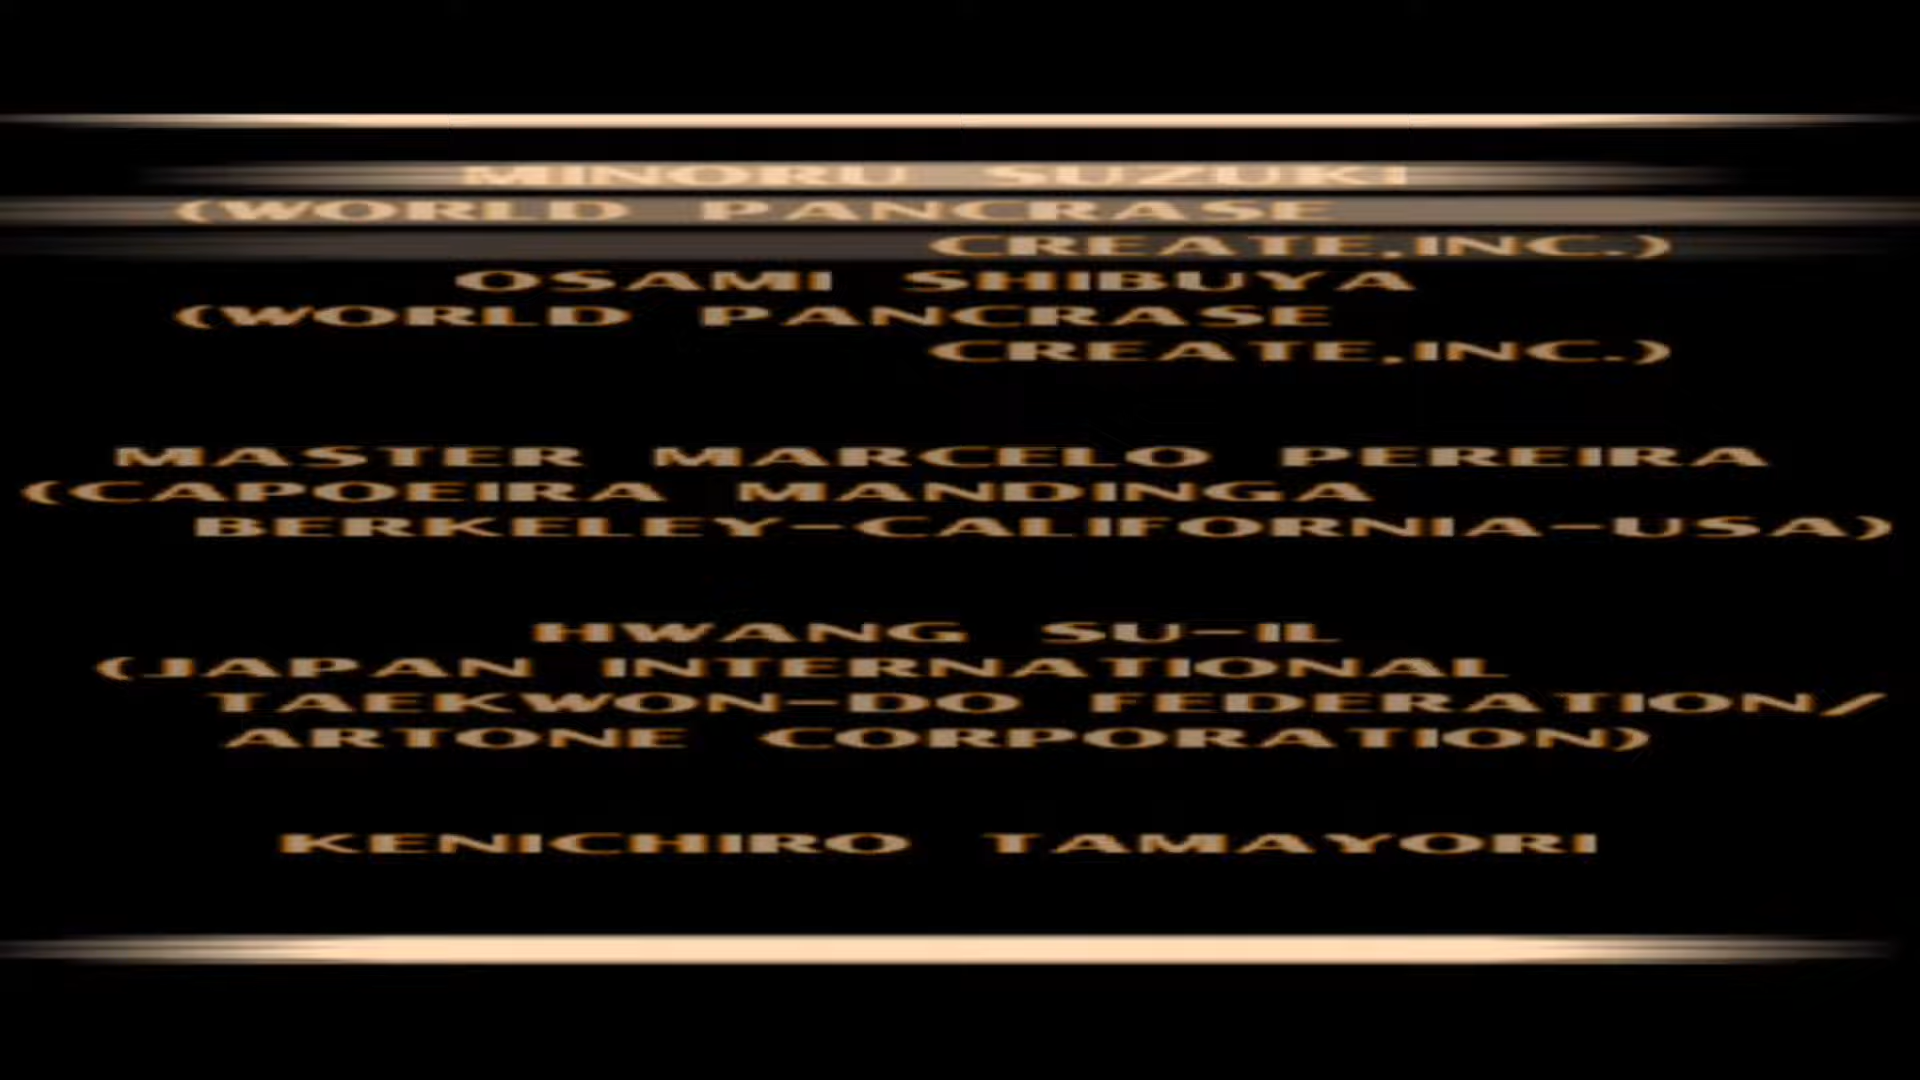 MINORU SUZUKI
(WORLD PANCRASE
CREATE,INC.)
OSAMI SHIBUYA
(WORLD PANCRASE
CREATE,INC.)
MASTER MARCELO PEREIRA
(CAPOEIRA MANDINGA
BERKELEY-CALIFORNIA-USA)
HWANG SU-IL
(JAPAN INTERNATIONAL
TAEKWON-DO FEDERATION/
ARTONE CORPORATION)
KENICHIRO TAMAYORI